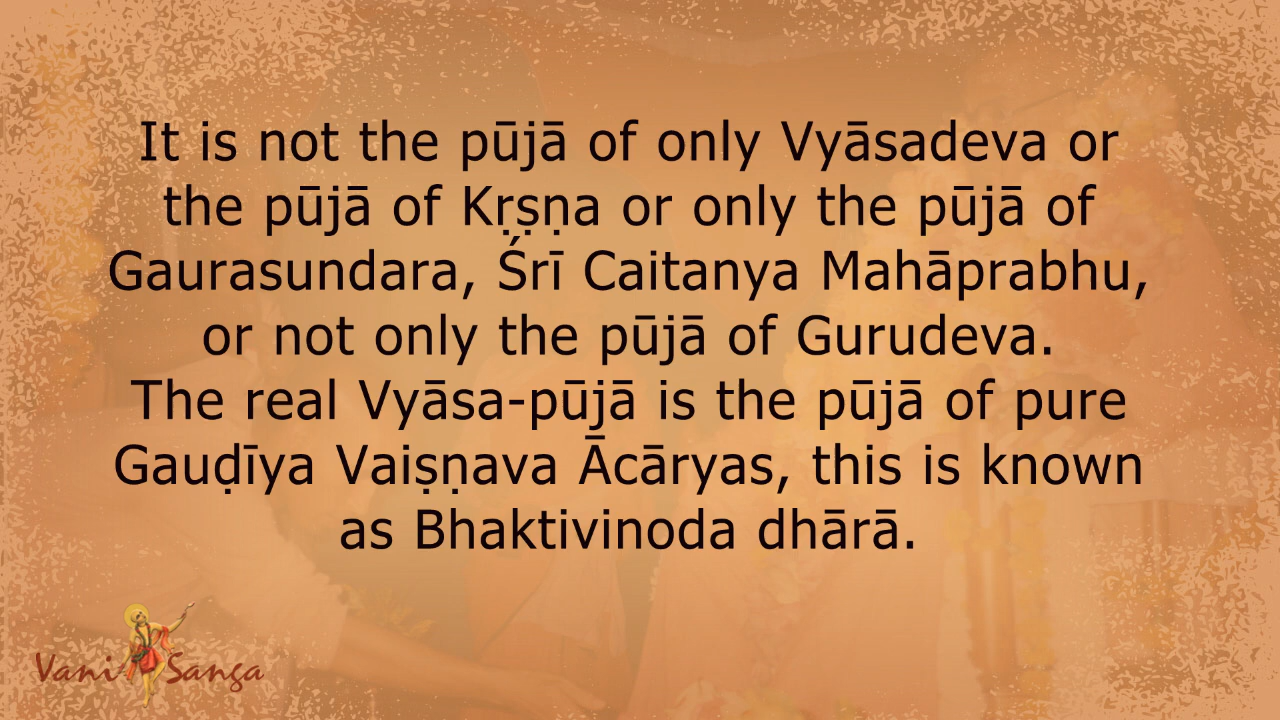 It is not the pūjā of only Vyāsadeva or
the pūjā of Kṛṣṇa or only the pūjā of
Gaurasundara, Śrī Caitanya Mahāprabhu,
or not only the pūjā of Gurudeva.
The real Vyāsa-pūjā is the pūjā of pure
Gauḍīya Vaiṣṇava Ācāryas, this is known
as Bhaktivinoda dhārā.
Vani Sanga